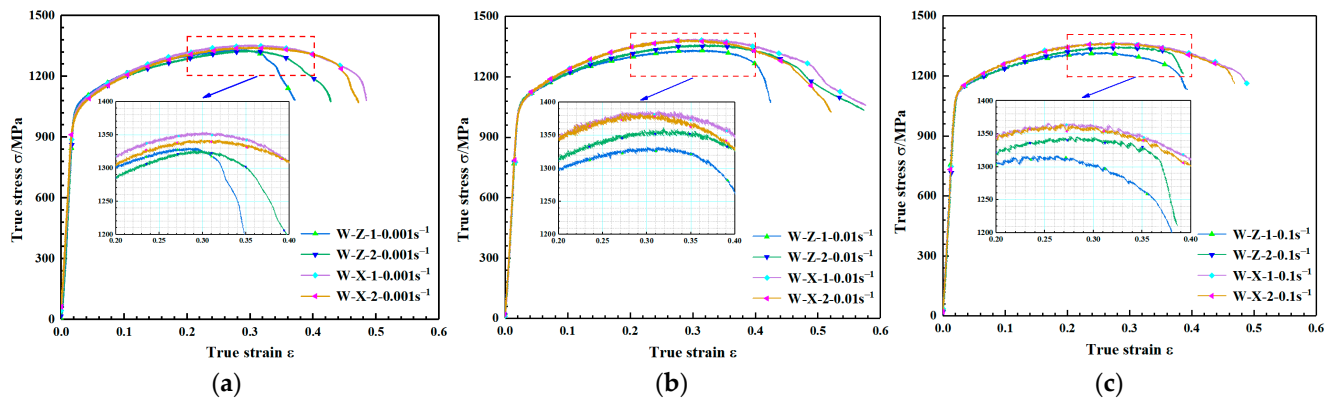 1500
1200
900
600
300
0
True stress σ/MPa
1400
1350
1300
1250
1200
0.20 0.25 0.30 0.35 0.40
W-Z-1-0.001s⁻¹
W-Z-2-0.001s⁻¹
W-X-1-0.001s⁻¹
W-X-2-0.001s⁻¹
0.0 0.1 0.2 0.3 0.4 0.5 0.6
True strain ε
(a)
1500
1200
900
600
300
0
True stress σ/MPa
1400
1350
1300
1250
1200
0.20 0.25 0.30 0.35 0.40
W-Z-1-0.01s⁻¹
W-Z-2-0.01s⁻¹
W-X-1-0.01s⁻¹
W-X-2-0.01s⁻¹
0.0 0.1 0.2 0.3 0.4 0.5 0.6
True strain ε
(b)
1500
1200
900
600
300
0
True stress σ/MPa
1400
1350
1300
1250
1200
0.20 0.25 0.30 0.35 0.40
W-Z-1-0.1s⁻¹
W-Z-2-0.1s⁻¹
W-X-1-0.1s⁻¹
W-X-2-0.1s⁻¹
0.0 0.1 0.2 0.3 0.4 0.5 0.6
True strain ε
(c)